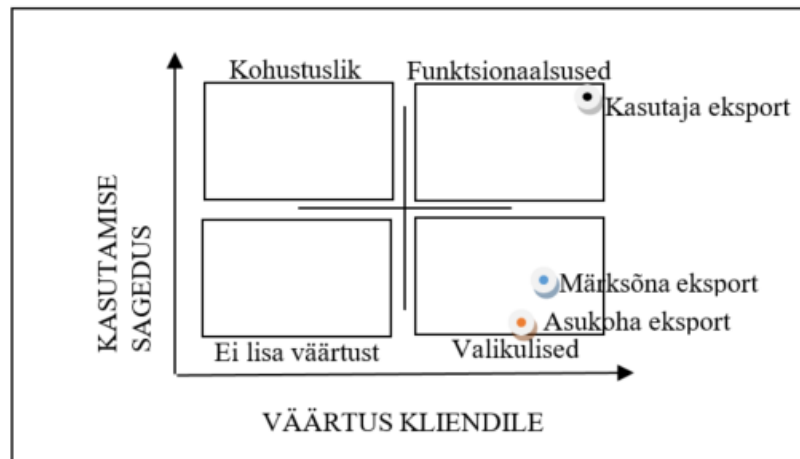 Kohustuslik
Funktsionaalsused
Kasutaja eksport
KASUTAMISE
SAGEDUS
Märksõna eksport
Asukoha eksport
Ei lisa väärtust
Valikulised
VÄÄRTUS KLIENDILE